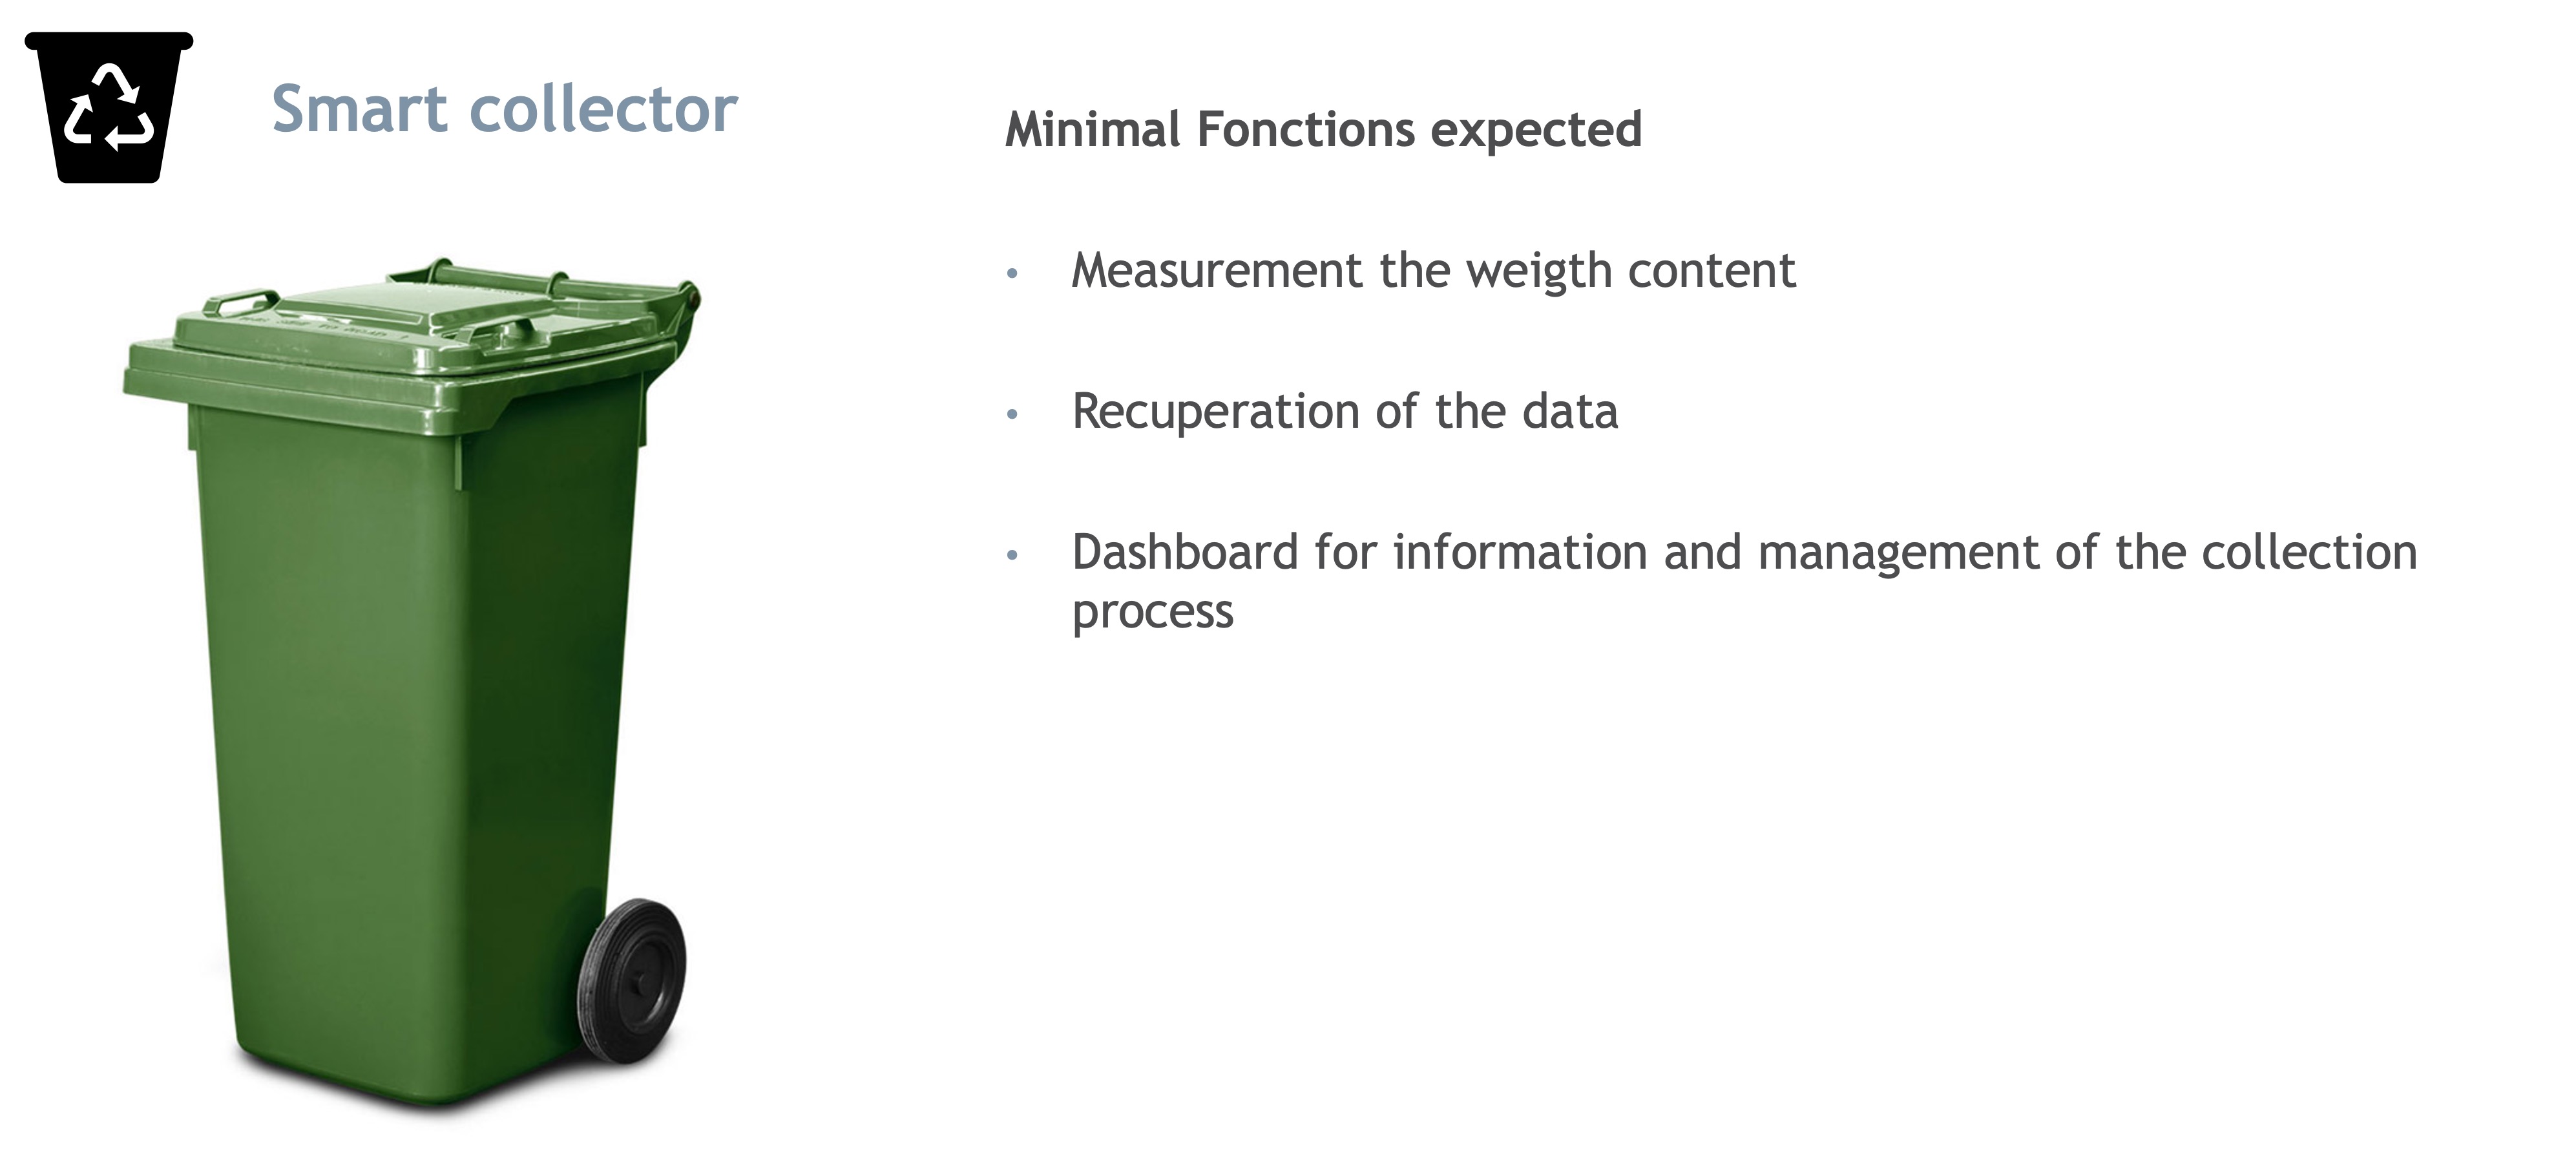 Smart collector
Minimal Fonctions expected
• Measurement the weigth content
• Recuperation of the data
• Dashboard for information and management of the collection
process